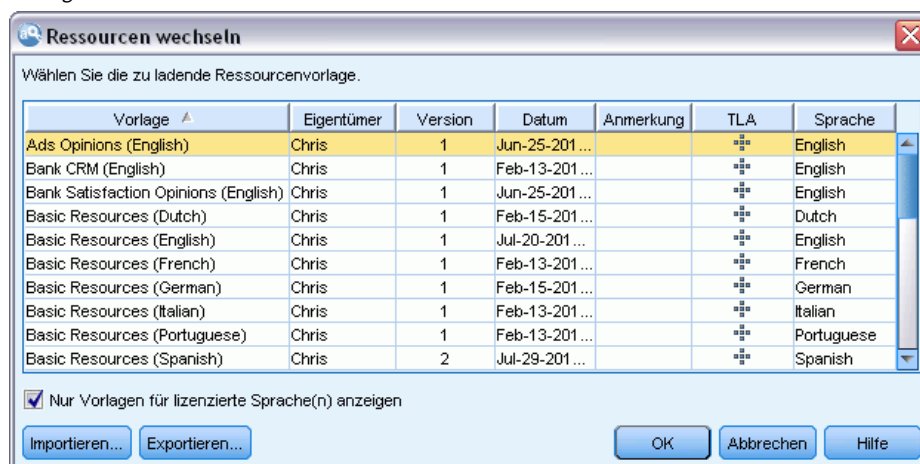 Ressourcen wechseln
Wählen Sie die zu ladende Ressourcenvorlage.
Vorlage Eigentümer Version Datum Anmerkung TLA Sprache
Ads Opinions (English) Chris 1 Jun-25-201... English
Bank CRM (English) Chris 1 Feb-13-201... English
Bank Satisfaction Opinions (English) Chris 1 Jun-25-201... English
Basic Resources (Dutch) Chris 1 Feb-15-201... Dutch
Basic Resources (English) Chris 1 Jul-20-201... English
Basic Resources (French) Chris 1 Feb-13-201... French
Basic Resources (German) Chris 1 Feb-15-201... German
Basic Resources (Italian) Chris 1 Feb-13-201... Italian
Basic Resources (Portuguese) Chris 1 Feb-13-201... Portuguese
Basic Resources (Spanish) Chris 2 Jul-29-201... Spanish
Nur Vorlagen für lizenzierte Sprache(n) anzeigen
Importieren... Exportieren... OK Abbrechen Hilfe